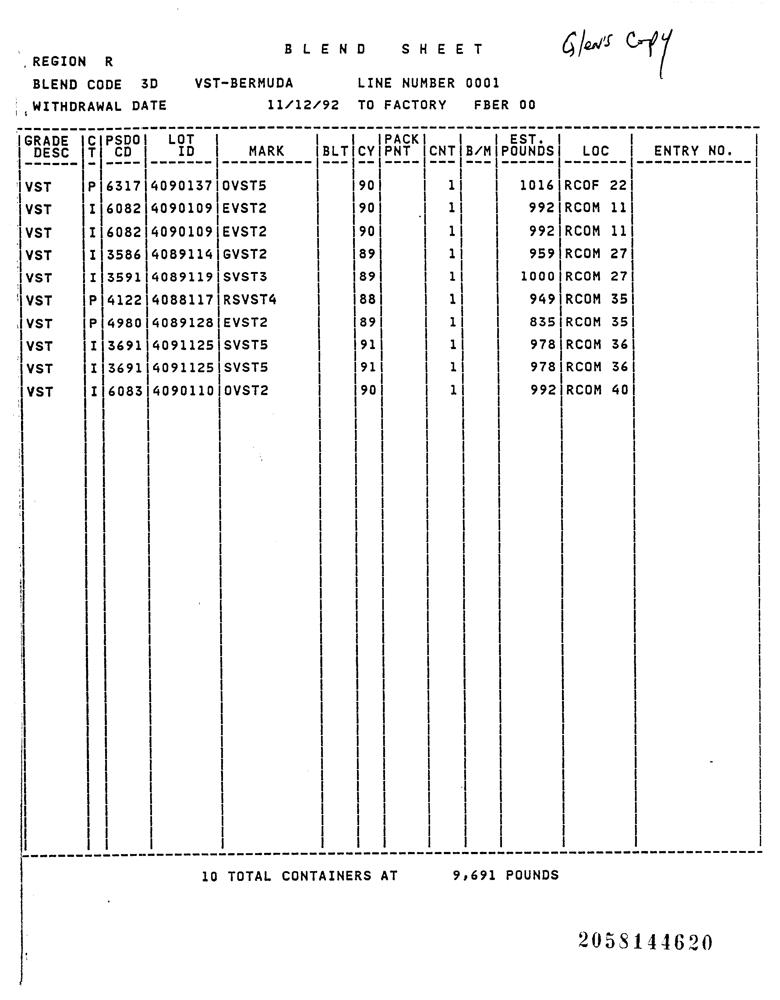 Glen's Copy
BLEND SHEET
REGION R
BLEND CODE 3D VST-BERMUDA LINE NUMBER 0001
WITHDRAWAL DATE 11/12/92 TO FACTORY FBER 00
GRADE DESC CT PSDO CD LOT ID MARK BLT CY PACK PNT CNT B/M EST. POUNDS LOC ENTRY NO.
VST P 6317 4090137 OVST5 90 1 1016 RCOF 22
VST I 6082 4090109 EVST2 90 1 992 RCOM 11
VST I 6082 4090109 EVST2 90 1 992 RCOM 11
VST I 3586 4089114 GVST2 89 1 959 RCOM 27
VST I 3591 4089119 SVST3 89 1 1000 RCOM 27
VST P 4122 4088117 RSVST4 88 1 949 RCOM 35
VST P 4980 4089128 EVST2 89 1 835 RCOM 35
VST I 3691 4091125 SVST5 91 1 978 RCOM 36
VST I 3691 4091125 SVST5 91 1 978 RCOM 36
VST I 6083 4090110 OVST2 90 1 992 RCOM 40
10 TOTAL CONTAINERS AT 9,691 POUNDS
2058144620